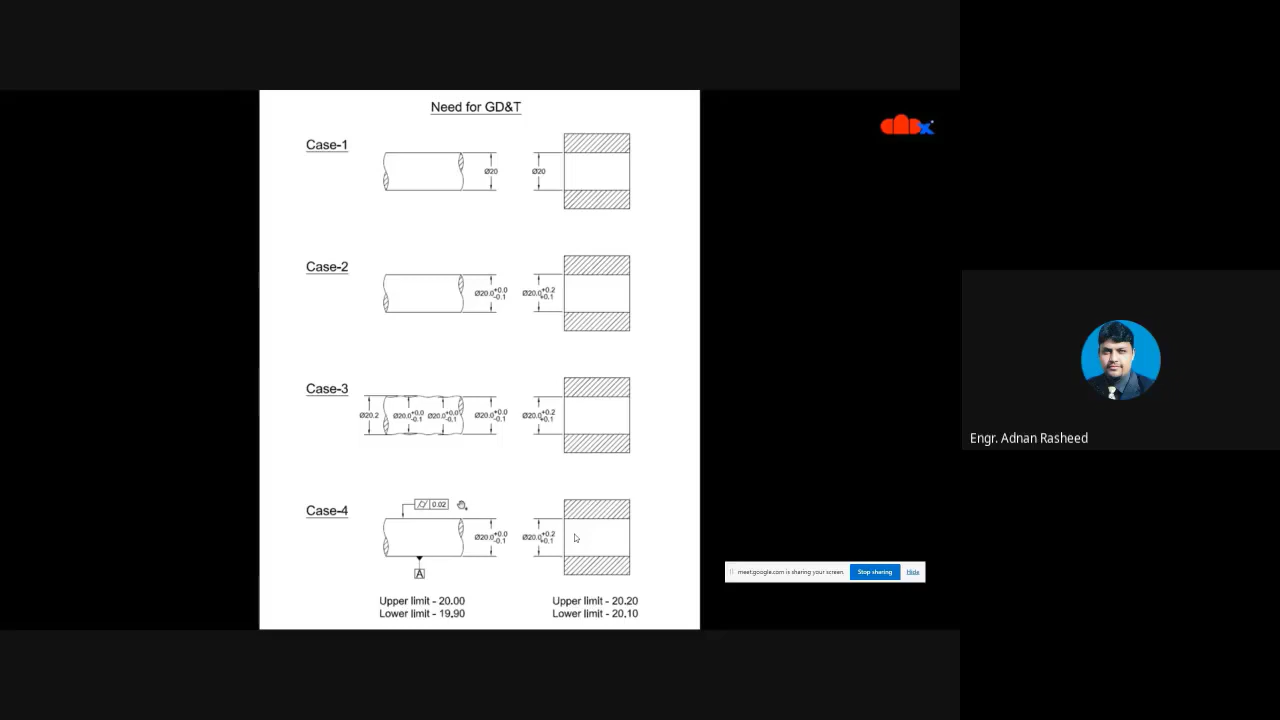 Need for GD&T
Case-1
Ø20
Ø20
Case-2
Ø20.0 +0.0 -0.1
Ø20.0 +0.2 +0.1
Case-3
Ø20.2
Ø20.0 +0.0 -0.1
Ø20.0 +0.0 -0.1
Ø20.0 +0.0 -0.1
Ø20.0 +0.2 +0.1
Case-4
0.02
Ø20.0 +0.0 -0.1
Ø20.0 +0.2 +0.1
A
Upper limit - 20.00
Lower limit - 19.90
Upper limit - 20.20
Lower limit - 20.10
Engr. Adnan Rasheed
meet.google.com is sharing your screen.
Stop sharing
Hide